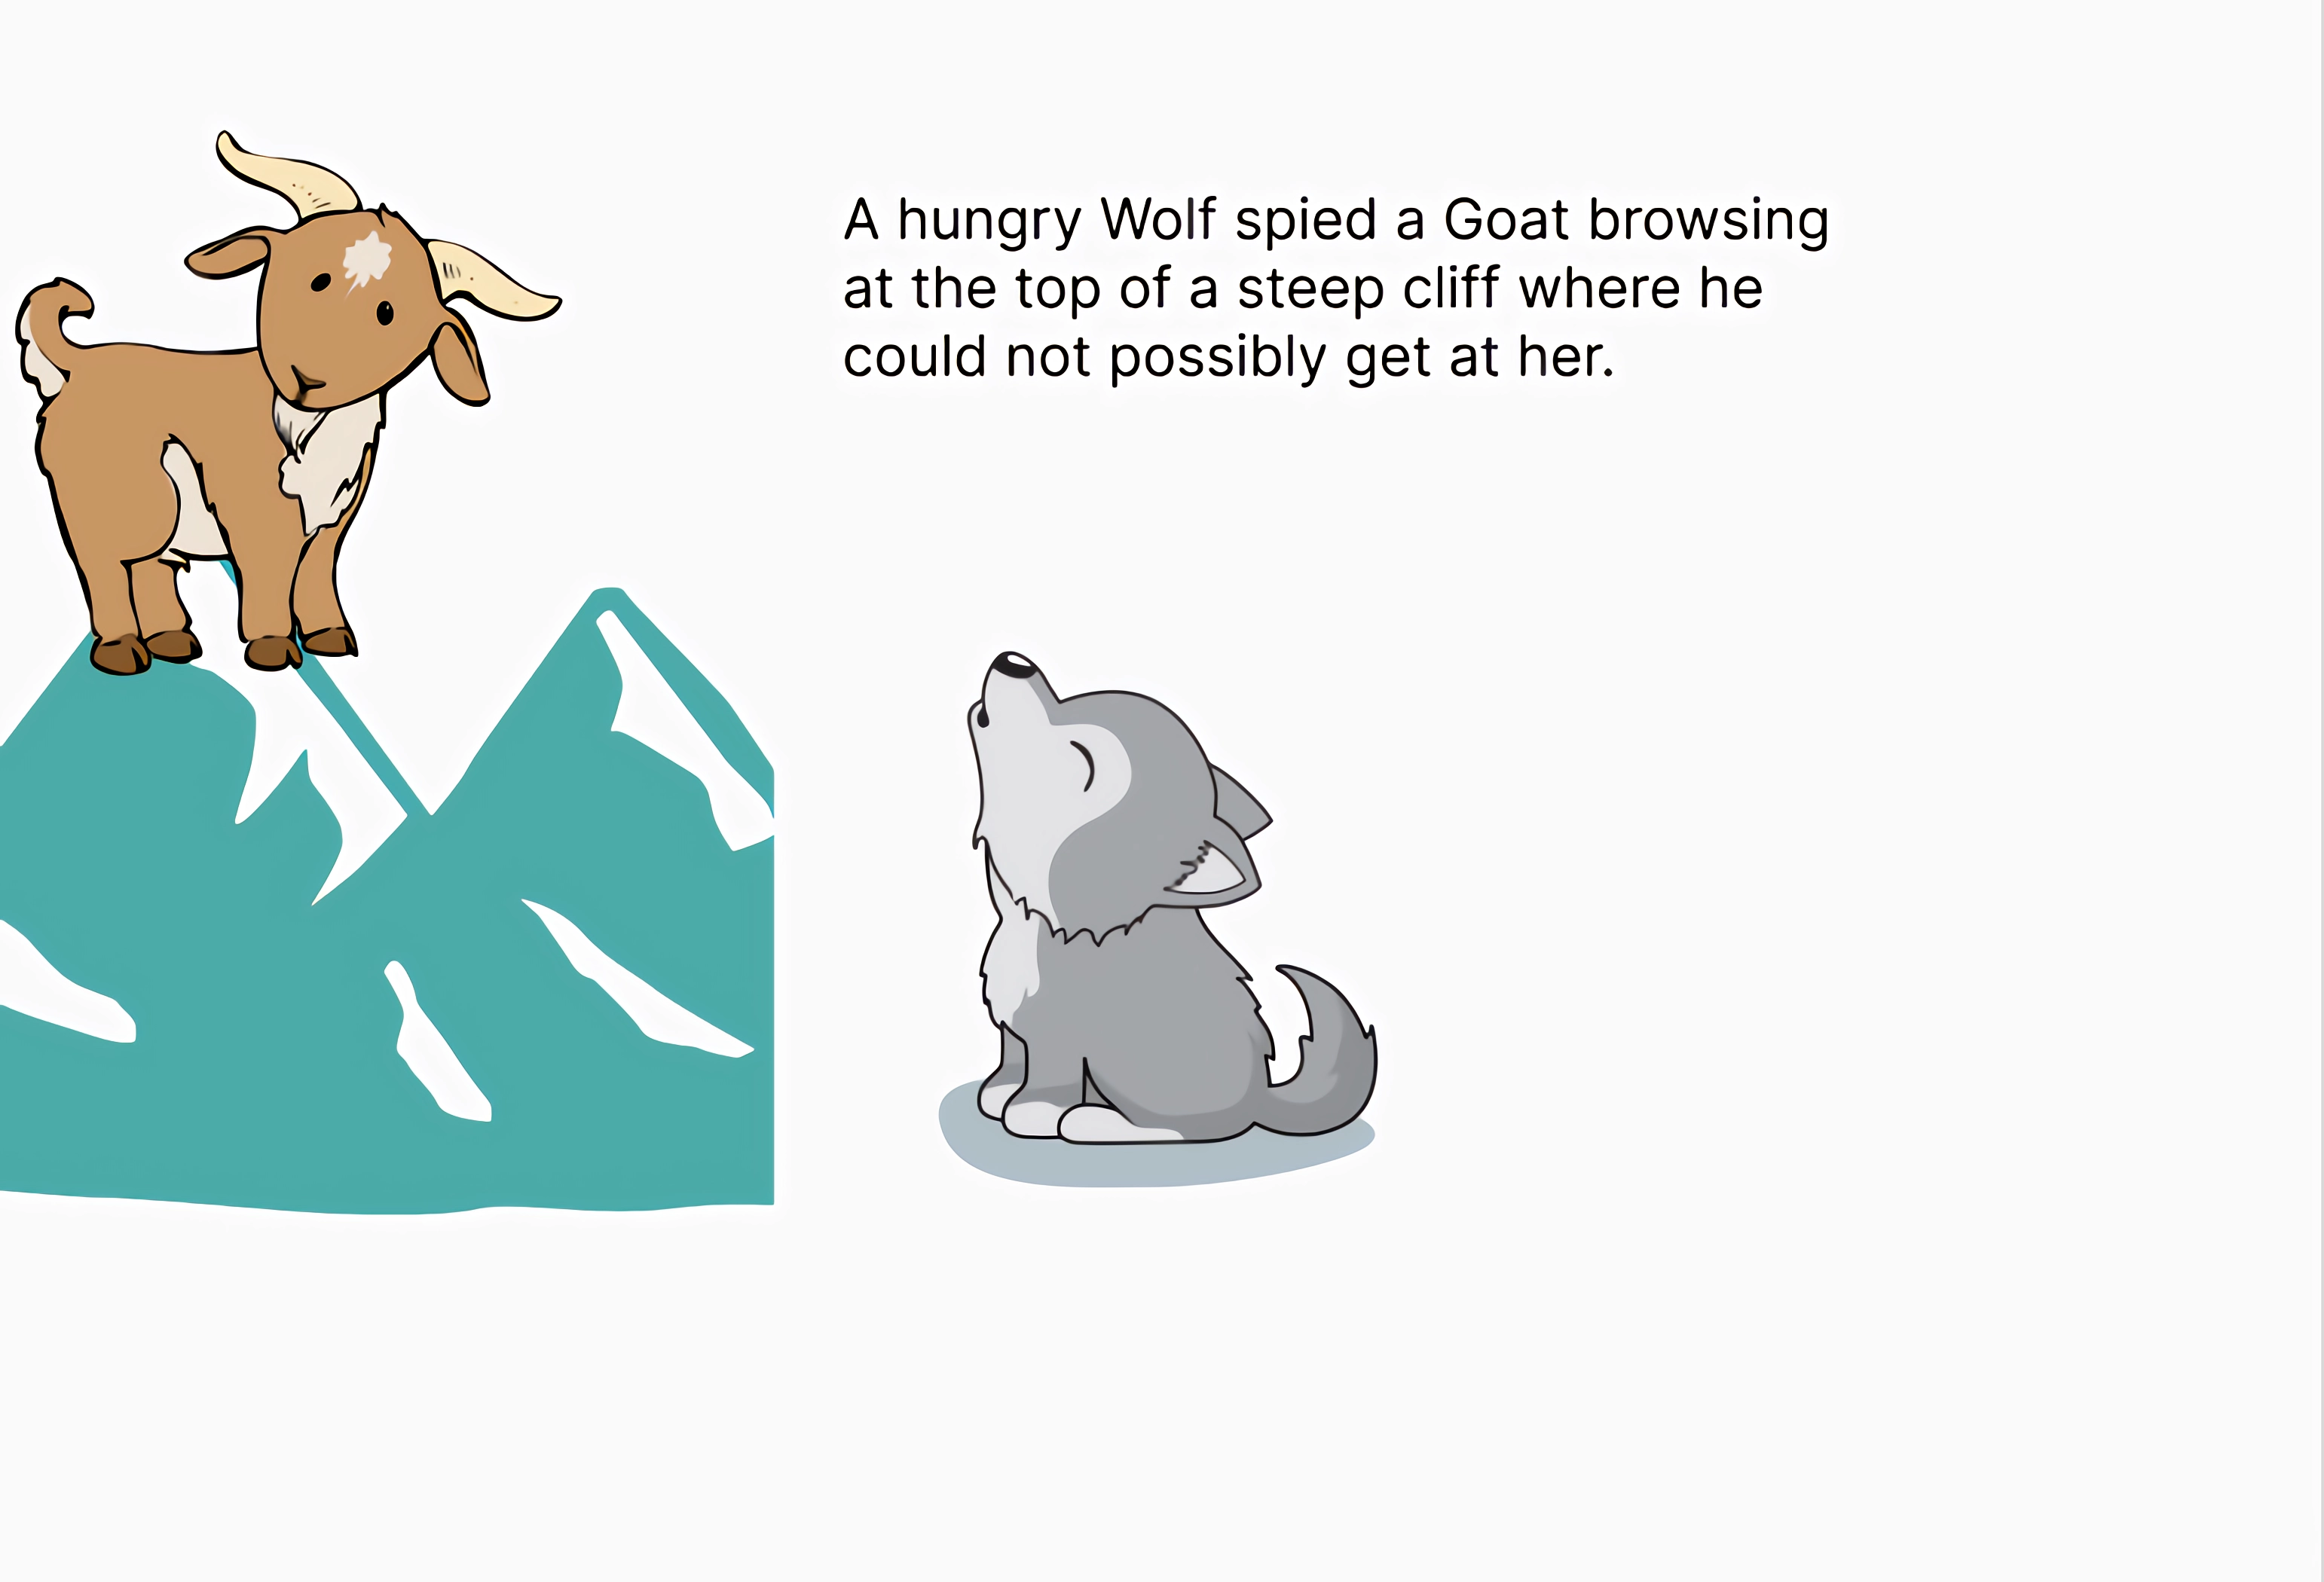 A hungry Wolf spied a Goat browsing
at the top of a steep cliff where he
could not possibly get at her.